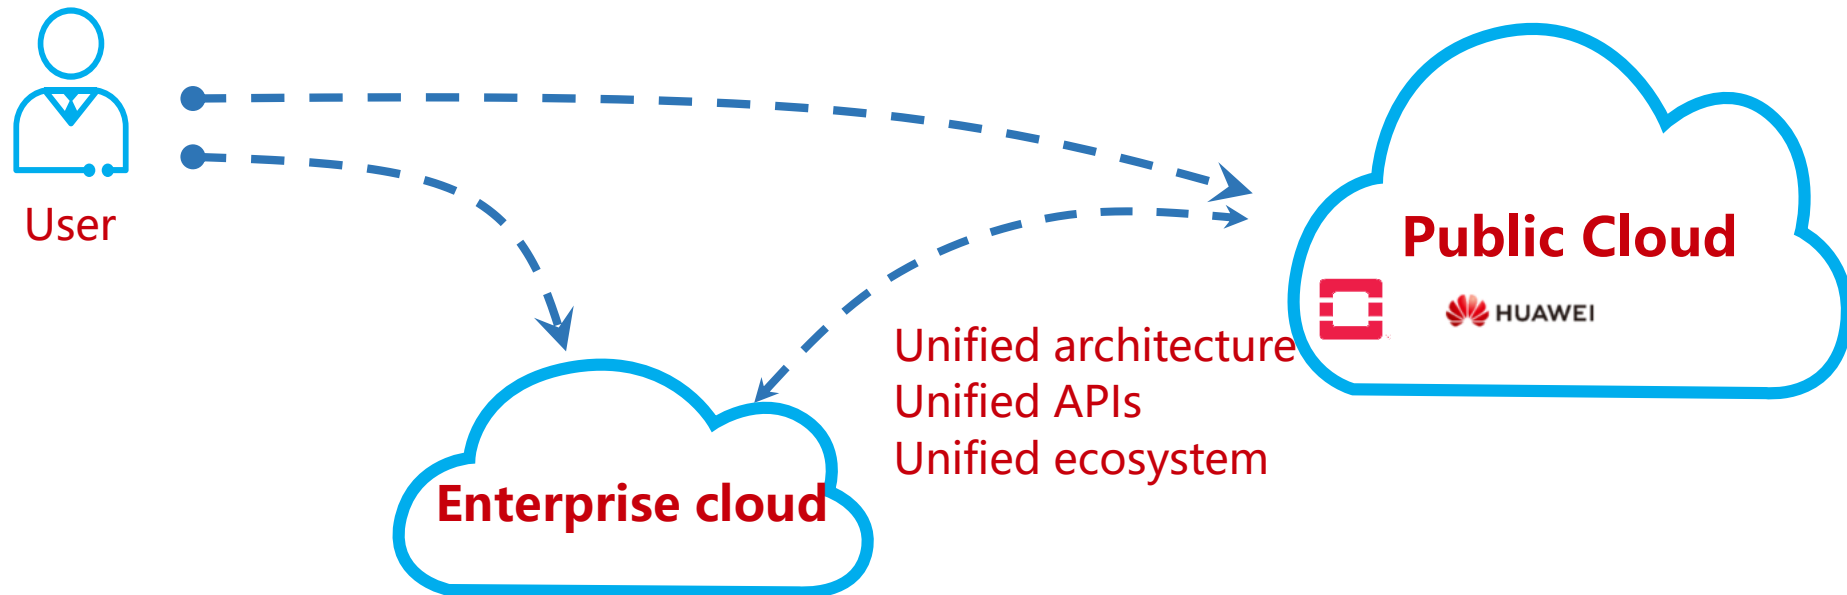 User
Public Cloud
HUAWEI
Unified architecture
Unified APIs
Unified ecosystem
Enterprise cloud